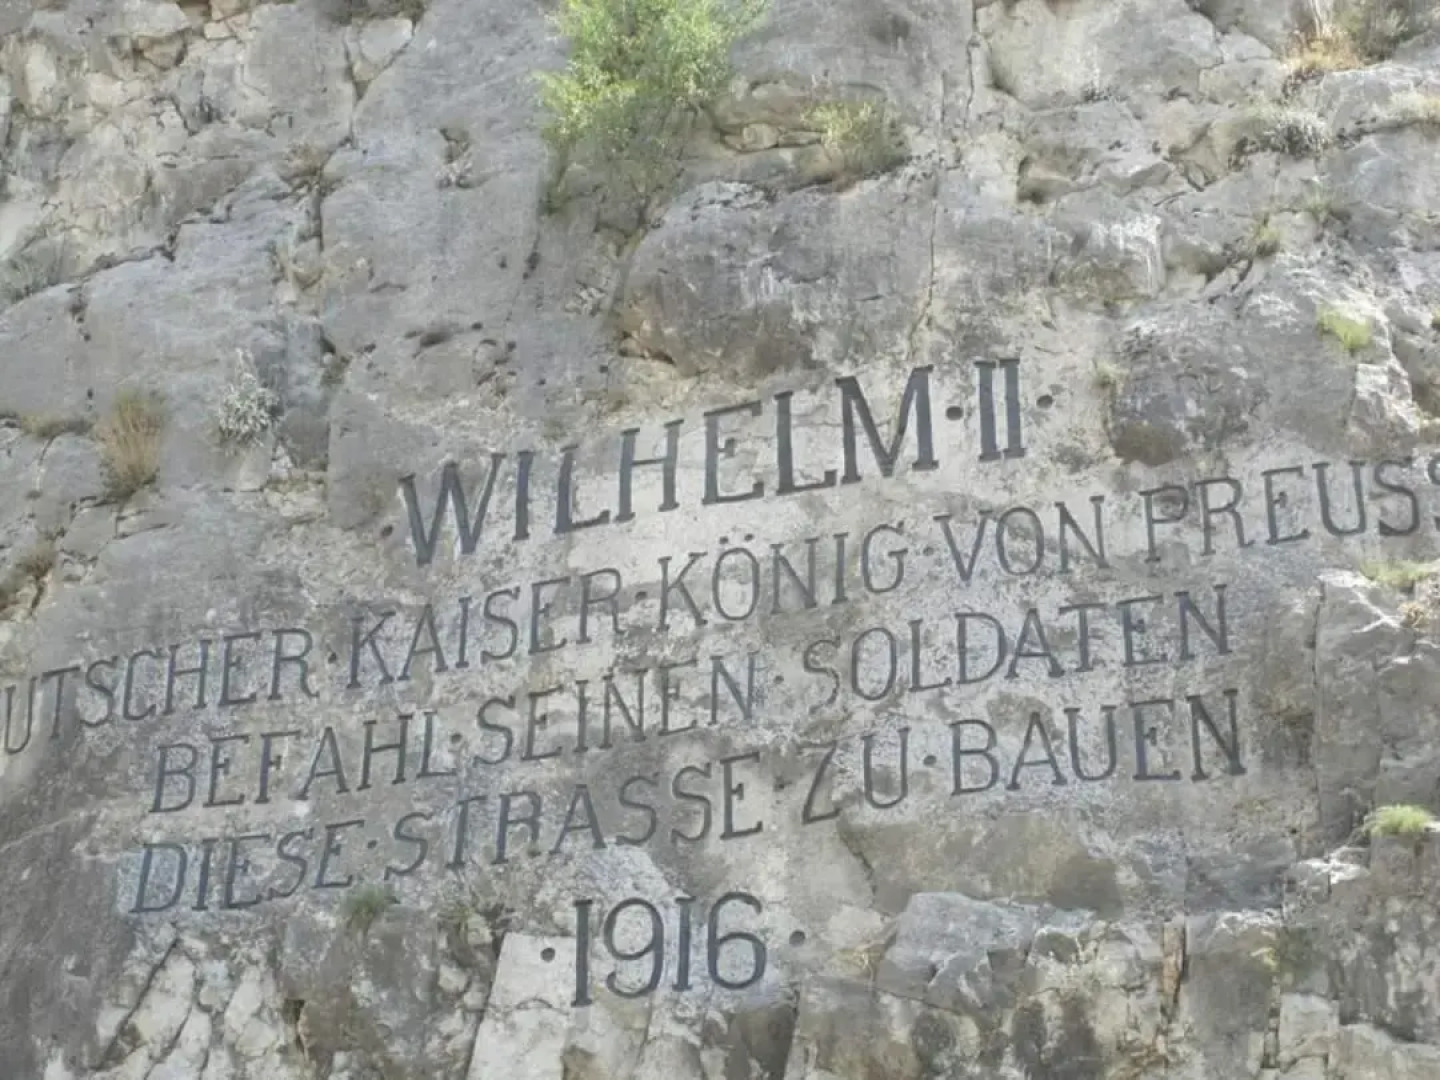 ·WILHELM·II·
UTSCHER·KAISER·KÖNIG·VON·PREUSS
BEFAHL·SEINEN·SOLDATEN
DIESE·STRASSE·ZU·BAUEN
·1916·